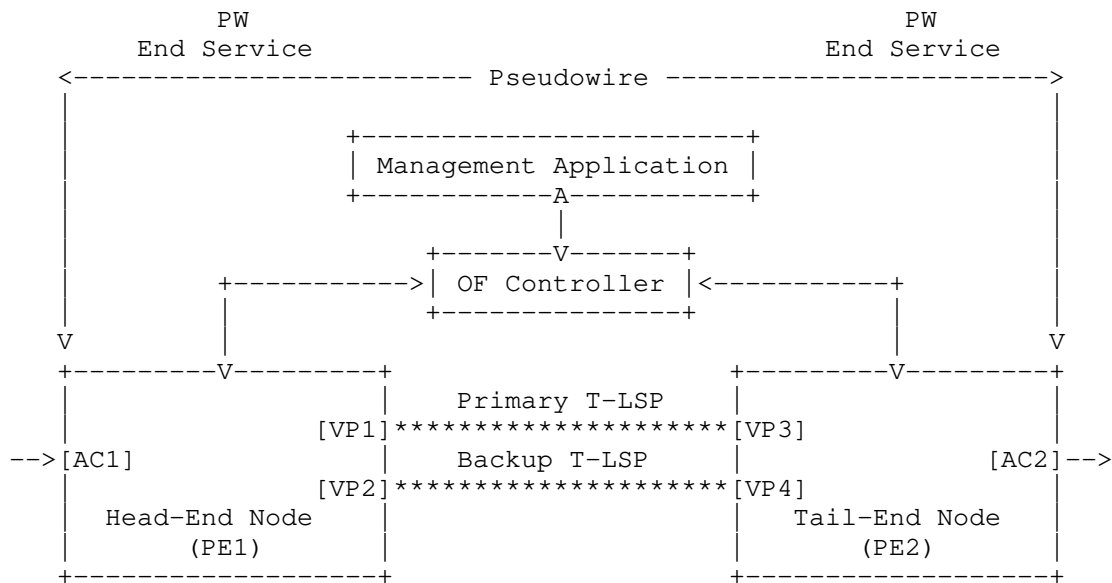 PW PW
End Service End Service
<------------------------- Pseudowire ------------------------>
Management Application
A
V
OF Controller
V V
V V
Primary T-LSP
[VP1]*********************[VP3]
-->[AC1] Backup T-LSP [AC2]-->
[VP2]*********************[VP4]
Head-End Node Tail-End Node
(PE1) (PE2)